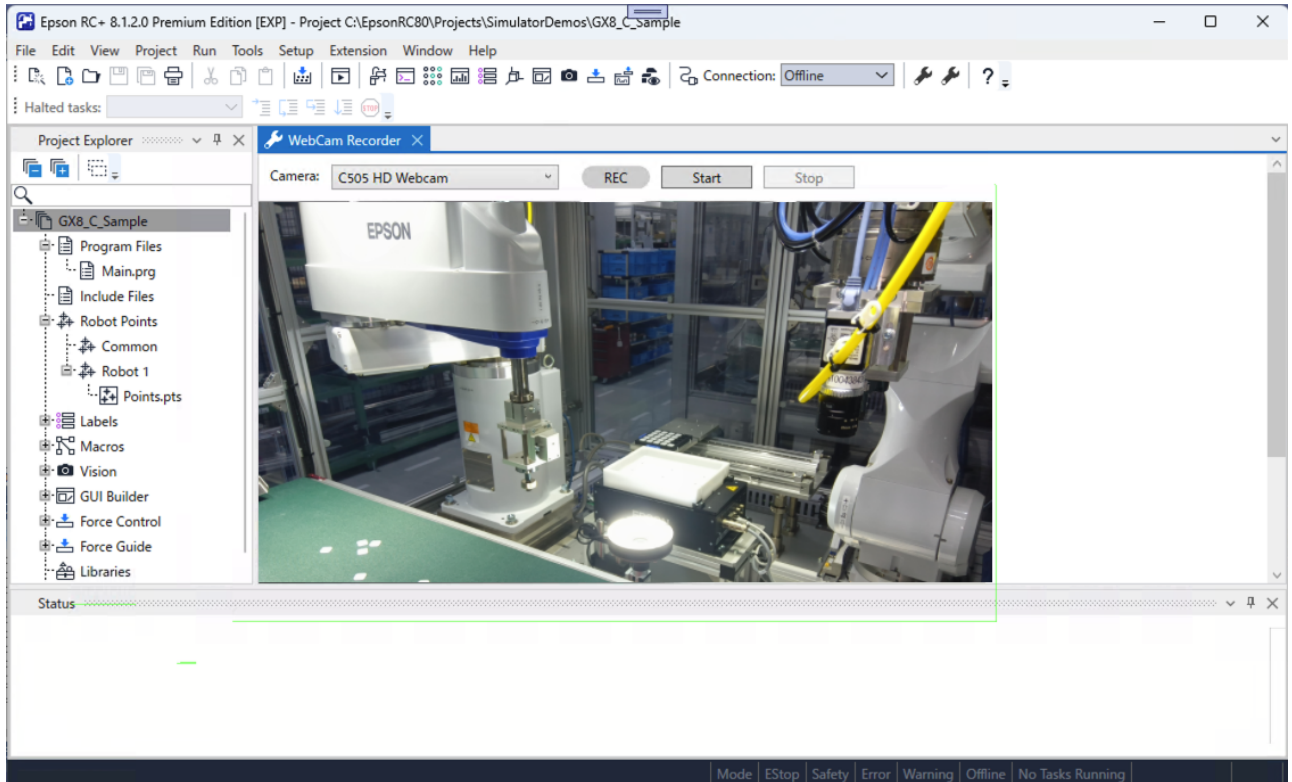 Epson RC+ 8.1.2.0 Premium Edition [EXP] - Project C:\EpsonRC80\Projects\SimulatorDemos\GX8_C_Sample
File Edit View Project Run Tools Setup Extension Window Help
Connection: Offline
Halted tasks: STOP
Project Explorer
WebCam Recorder
Camera: C505 HD Webcam REC Start Stop
GX8_C_Sample
Program Files
Main.prg
Include Files
Robot Points
Common
Robot 1
Points.pts
Labels
Macros
Vision
GUI Builder
Force Control
Force Guide
Libraries
EPSON
Status
Mode EStop Safety Error Warning Offline No Tasks Running